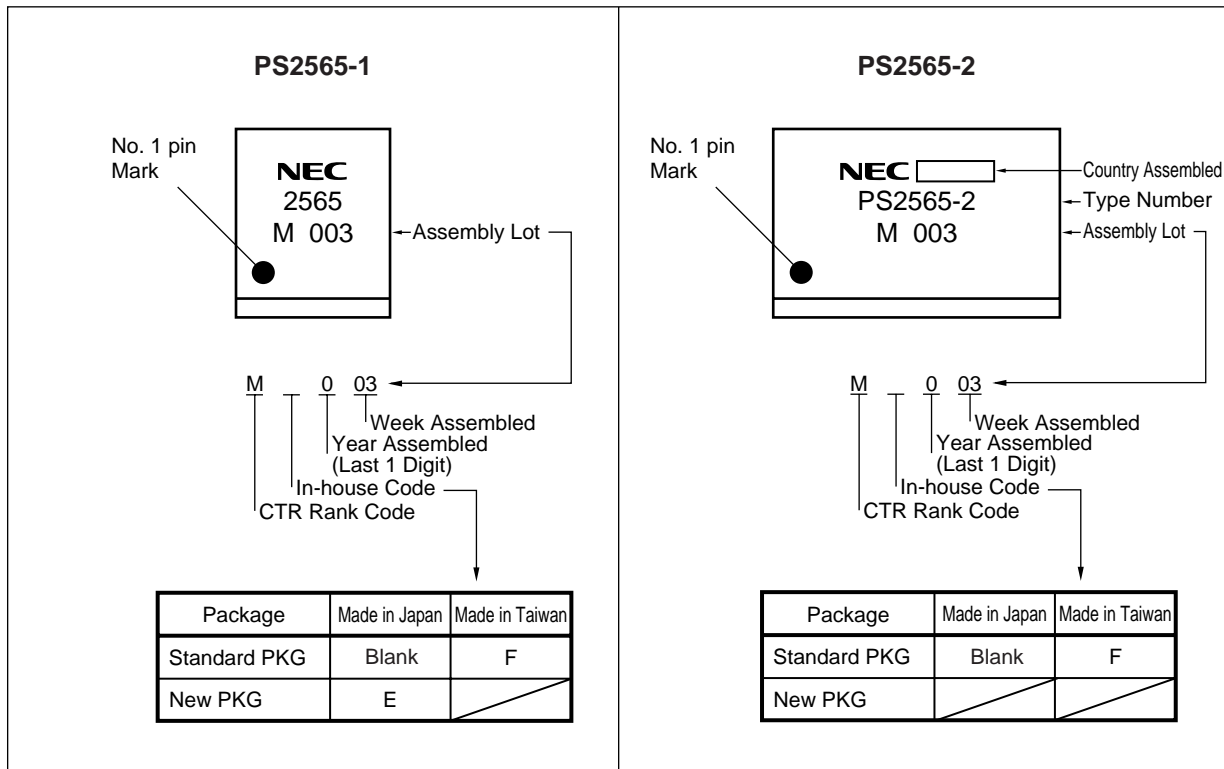 PS2565-1
No. 1 pin
Mark
NEC
2565
M 003
Assembly Lot
M 0 03
Week Assembled
Year Assembled
(Last 1 Digit)
In-house Code
CTR Rank Code
Package Made in Japan Made in Taiwan
Standard PKG Blank F
New PKG E
PS2565-2
No. 1 pin
Mark
NEC
Country Assembled
PS2565-2
Type Number
M 003
Assembly Lot
M 0 03
Week Assembled
Year Assembled
(Last 1 Digit)
In-house Code
CTR Rank Code
Package Made in Japan Made in Taiwan
Standard PKG Blank F
New PKG